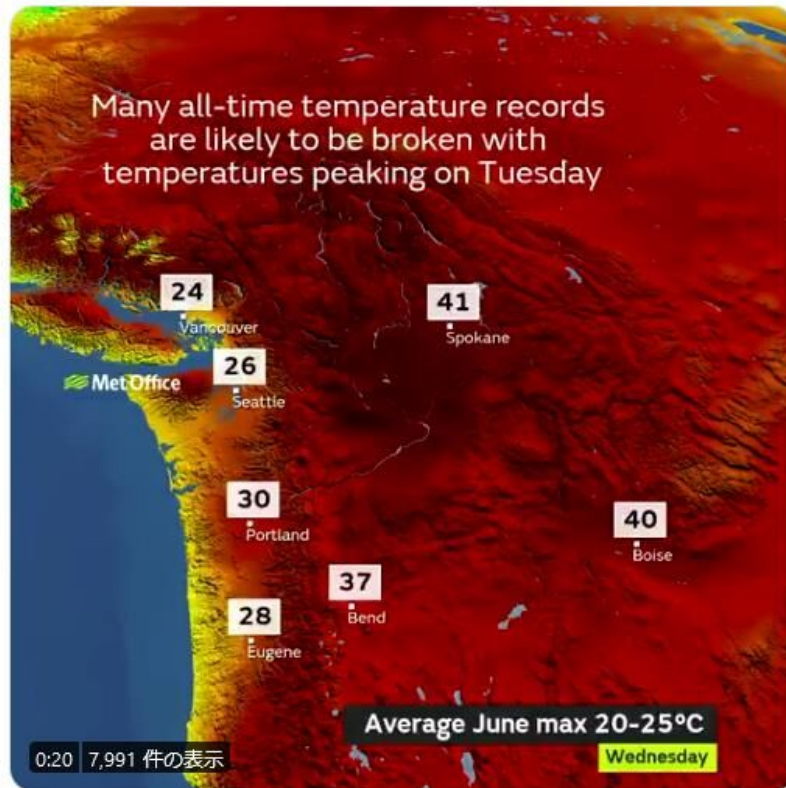 Many all-time temperature records
are likely to be broken with
temperatures peaking on Tuesday
24
Vancouver
41
Spokane
26
Met Office
Seattle
30
Portland
40
Boise
37
Bend
28
Eugene
Average June max 20-25°C
Wednesday
0:20 7,991 件の表示